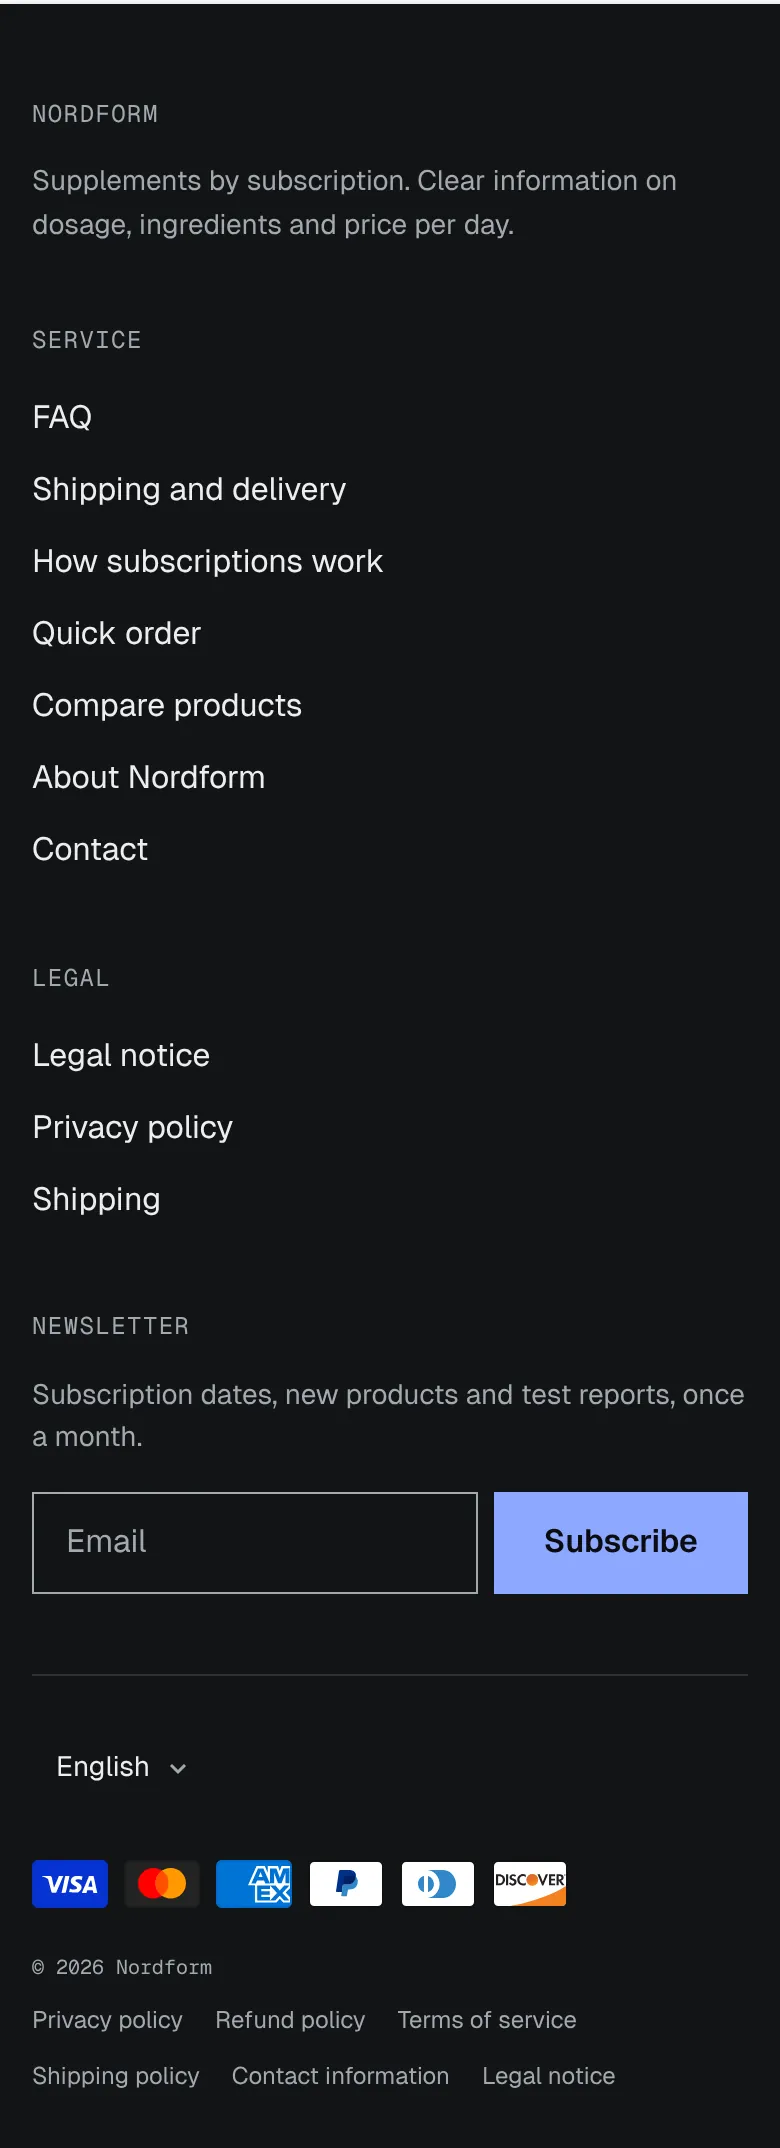 NORDFORM
Supplements by subscription. Clear information on
dosage, ingredients and price per day.
SERVICE
FAQ
Shipping and delivery
How subscriptions work
Quick order
Compare products
About Nordform
Contact
LEGAL
Legal notice
Privacy policy
Shipping
NEWSLETTER
Subscription dates, new products and test reports, once
a month.
Email Subscribe
English
VISA AMEX P DISCOVER
© 2026 Nordform
Privacy policy Refund policy Terms of service
Shipping policy Contact information Legal notice